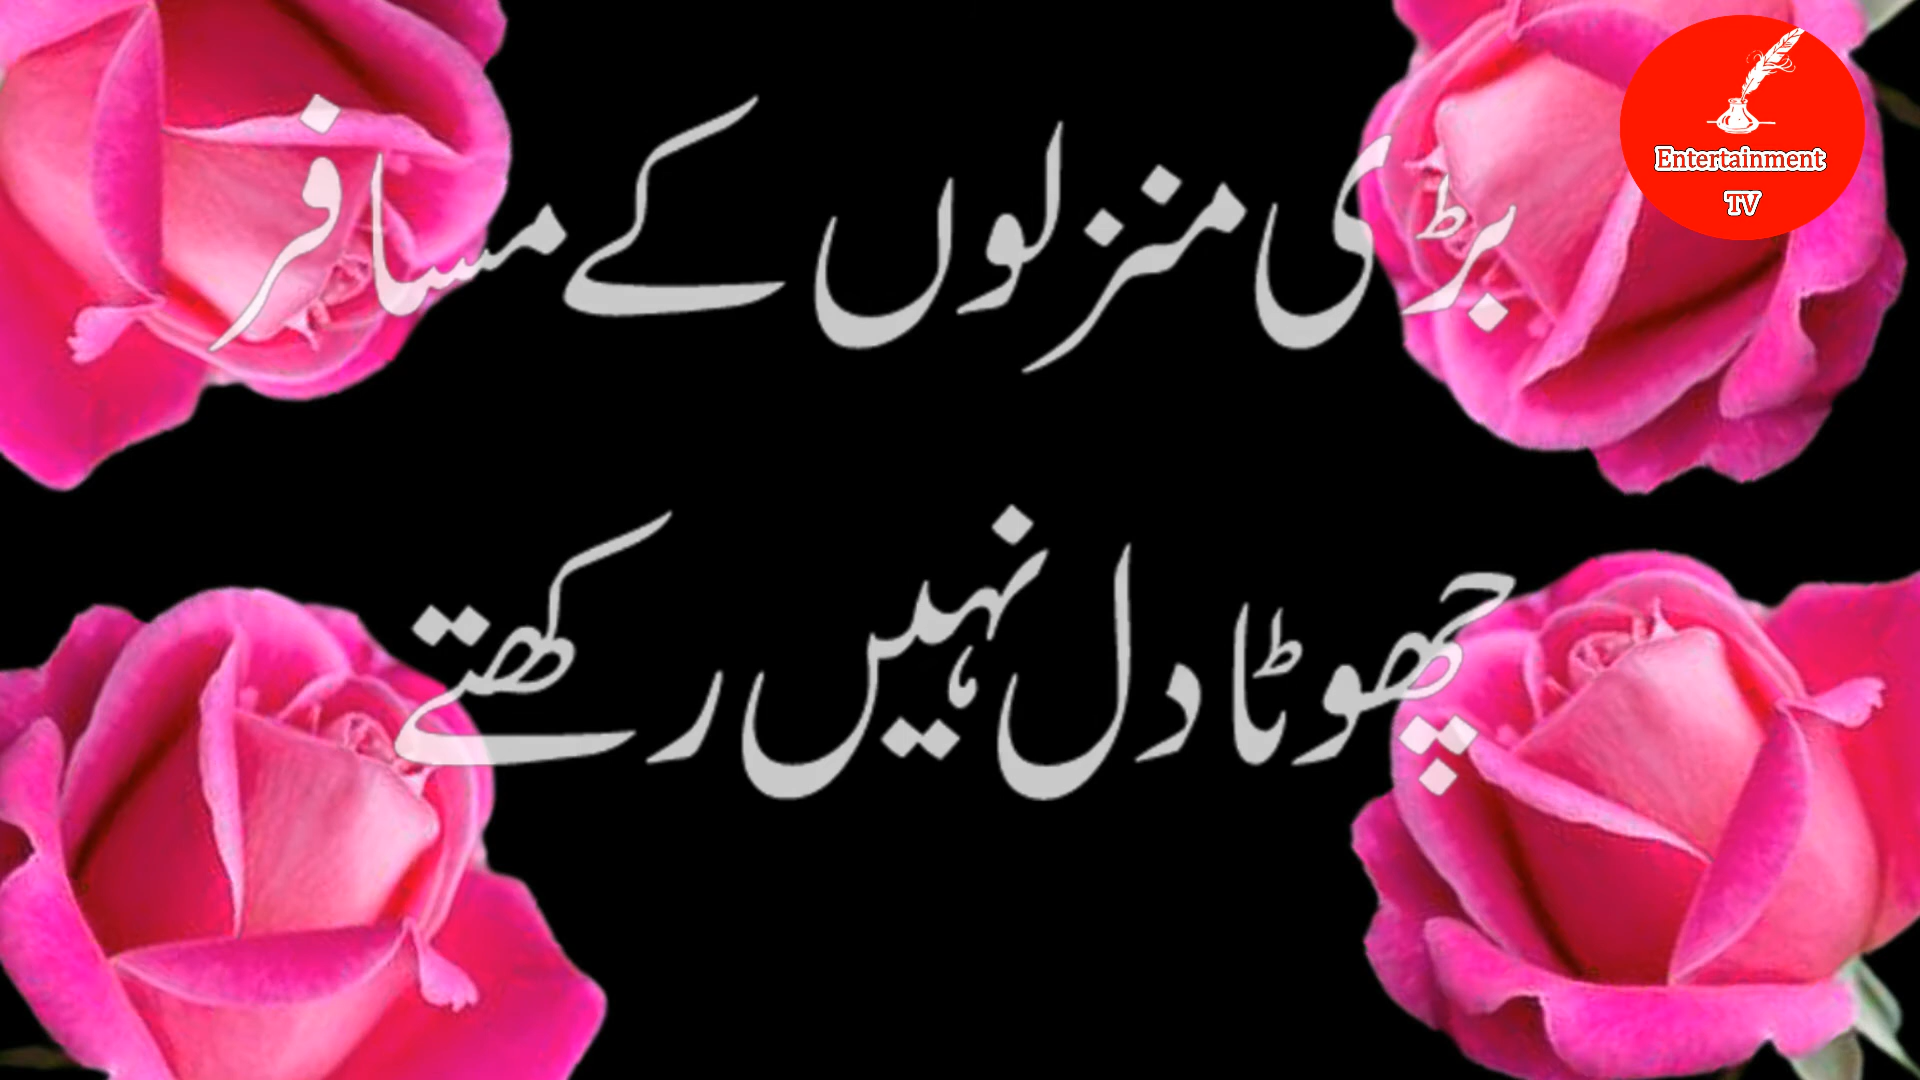 Entertainment
TV
بڑی منزلوں کے مسافر
چھوٹا دل نہیں رکھتے